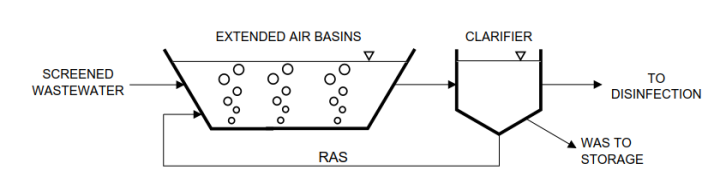 EXTENDED AIR BASINS
CLARIFIER
SCREENED
WASTEWATER
TO
DISINFECTION
WAS TO
STORAGE
RAS